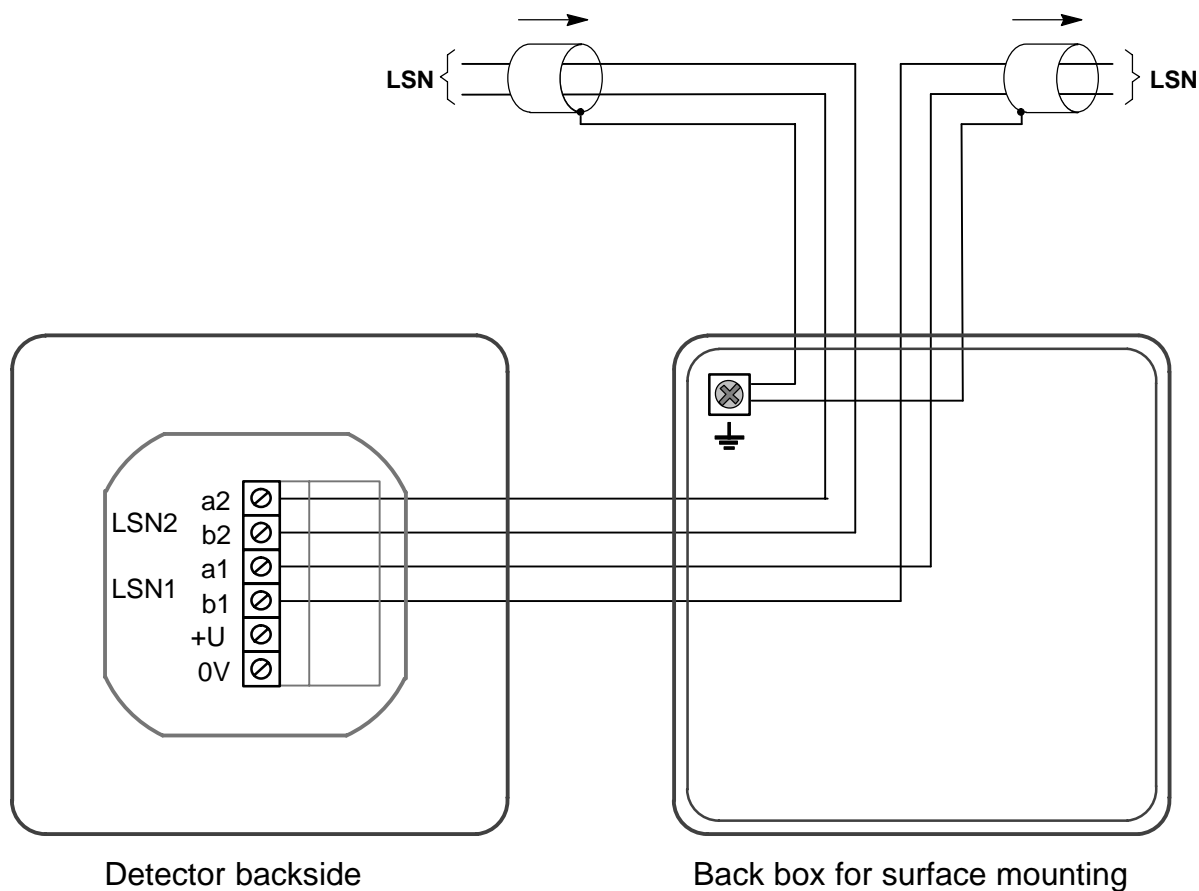 LSN
LSN
LSN2
a2
b2
LSN1
a1
b1
+U
0V
Detector backside
Back box for surface mounting